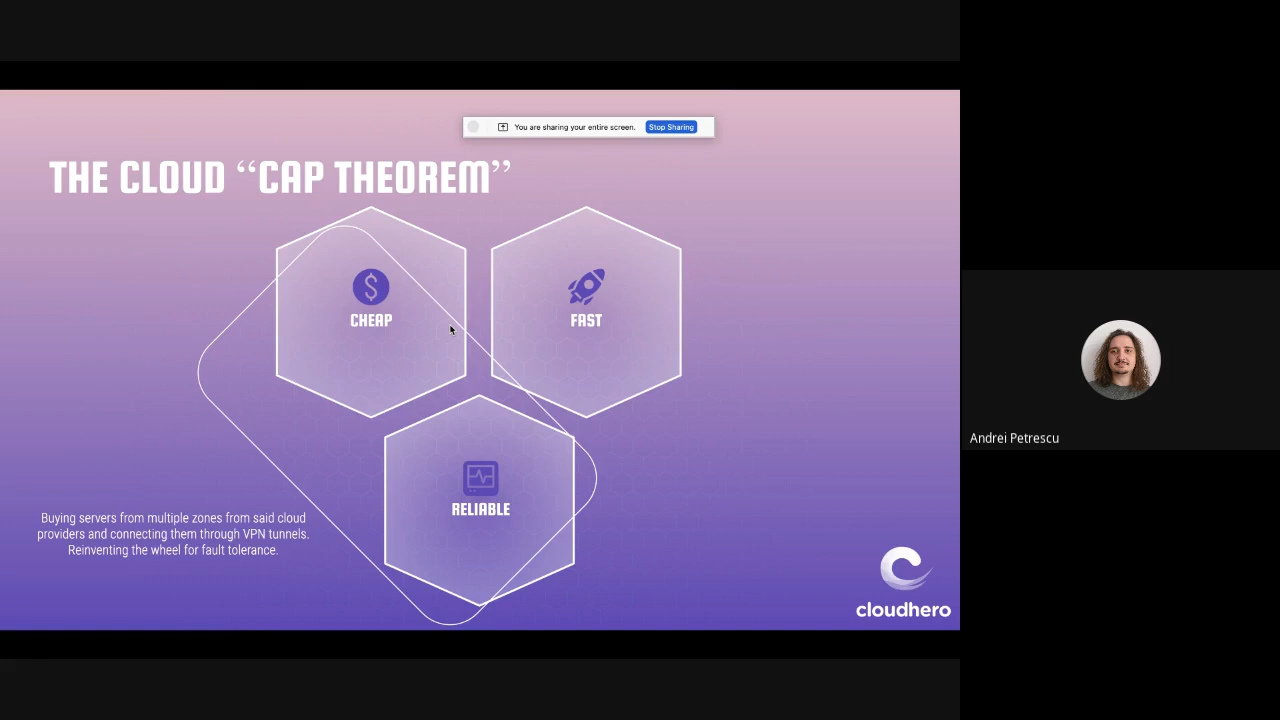 You are sharing your entire screen. Stop Sharing
THE CLOUD “CAP THEOREM”
CHEAP
FAST
RELIABLE
Buying servers from multiple zones from said cloud
providers and connecting them through VPN tunnels.
Reinventing the wheel for fault tolerance.
cloudhero
Andrei Petrescu